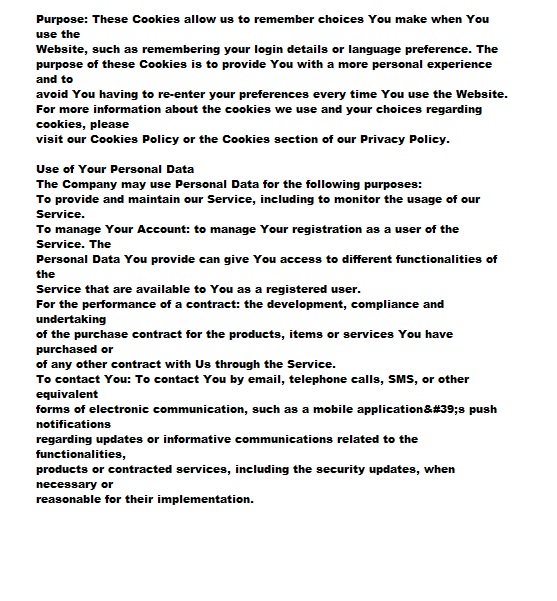 Purpose: These Cookies allow us to remember choices You make when You
use the
Website, such as remembering your login details or language preference. The
purpose of these Cookies is to provide You with a more personal experience
and to
avoid You having to re-enter your preferences every time You use the Website.
For more information about the cookies we use and your choices regarding
cookies, please
visit our Cookies Policy or the Cookies section of our Privacy Policy.

Use of Your Personal Data
The Company may use Personal Data for the following purposes:
To provide and maintain our Service, including to monitor the usage of our
Service.
To manage Your Account: to manage Your registration as a user of the
Service. The
Personal Data You provide can give You access to different functionalities of
the
Service that are available to You as a registered user.
For the performance of a contract: the development, compliance and
undertaking
of the purchase contract for the products, items or services You have
purchased or
of any other contract with Us through the Service.
To contact You: To contact You by email, telephone calls, SMS, or other
equivalent
forms of electronic communication, such as a mobile application&#39;s push
notifications
regarding updates or informative communications related to the
functionalities,
products or contracted services, including the security updates, when
necessary or
reasonable for their implementation.